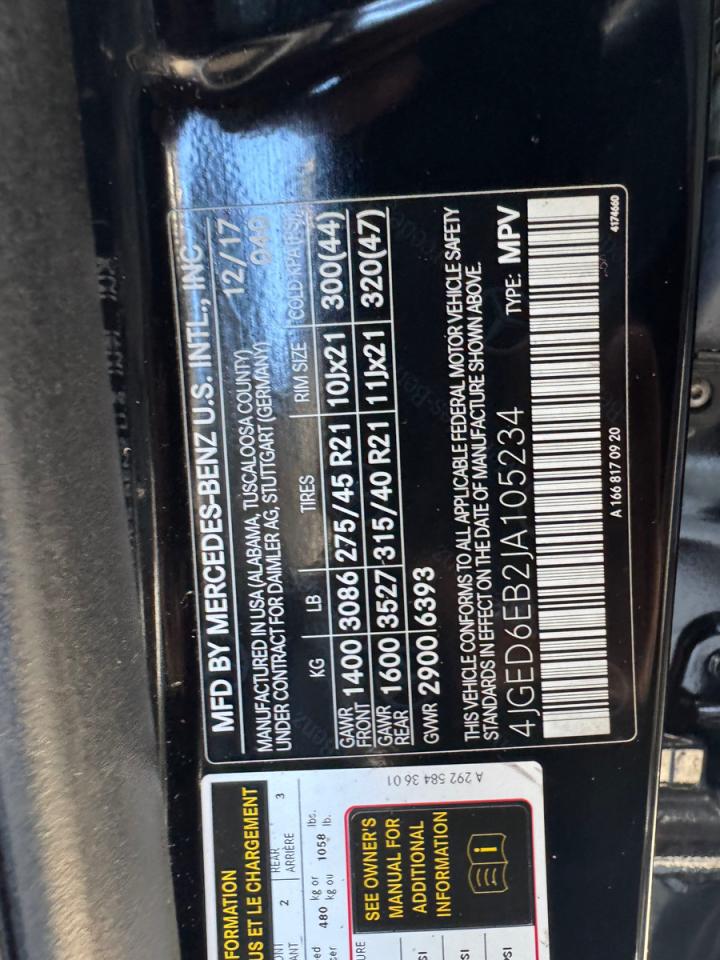 MFD BY MERCEDES-BENZ U.S. INTL., INC.
12/17
MANUFACTURED IN USA (ALABAMA, TUSCALOOSA COUNTY)
UNDER CONTRACT FOR DAIMLER AG, STUTTGART (GERMANY)
040
KG LB TIRES RIM SIZE COLD KPA(PSI)
GAWR FRONT 1400 3086 275/45 R21 10Jx21 300(44)
GAWR REAR 1600 3527 315/40 R21 11Jx21 320(47)
GVWR 2900 6393
THIS VEHICLE CONFORMS TO ALL APPLICABLE FEDERAL MOTOR VEHICLE SAFETY
STANDARDS IN EFFECT ON THE DATE OF MANUFACTURE SHOWN ABOVE.
4JGED6EB2JA105234 TYPE: MPV
A 166 817 09 20
4174660
A 292 584 36 01
FORMATION
US ET LE CHARGEMENT
2 REAR 3
ARRIÈRE
480 kg or 1058 lbs.
kg ou lb.
SEE OWNER'S
MANUAL FOR
ADDITIONAL
INFORMATION